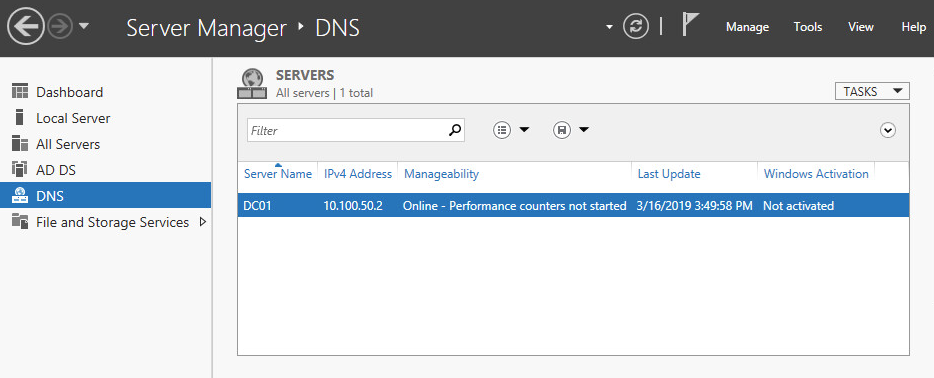 Server Manager ‣ DNS
Manage Tools View Help
Dashboard
Local Server
All Servers
AD DS
DNS
File and Storage Services
SERVERS
All servers | 1 total
TASKS
Filter
Server Name IPv4 Address Manageability Last Update Windows Activation
DC01 10.100.50.2 Online - Performance counters not started 3/16/2019 3:49:58 PM Not activated